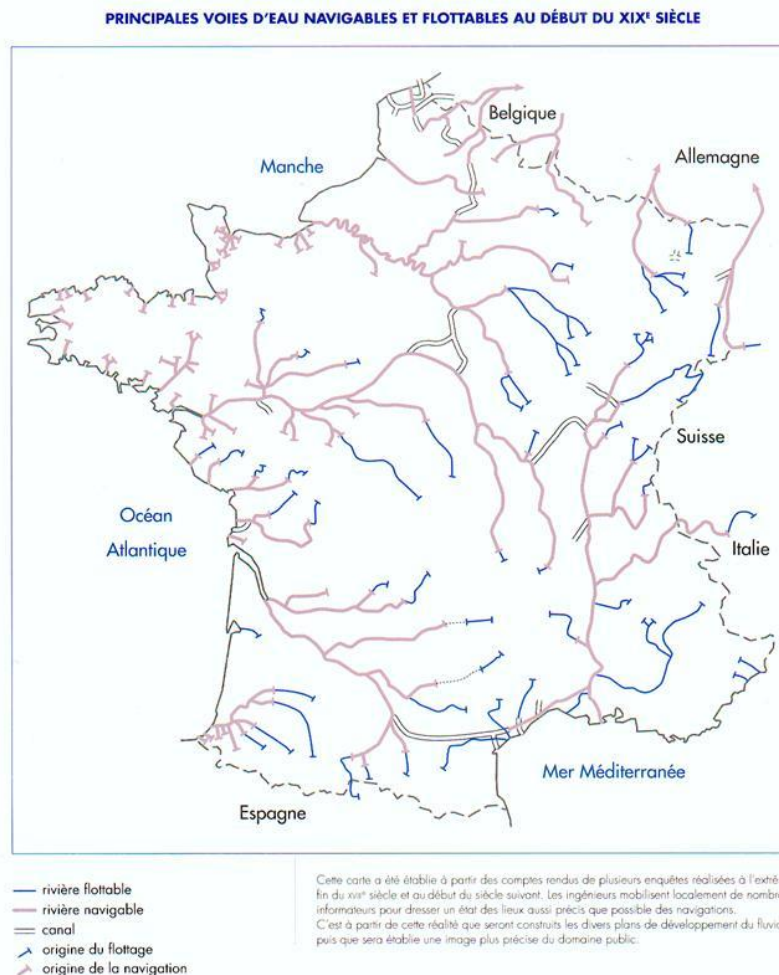 PRINCIPALES VOIES D'EAU NAVIGABLES ET FLOTTABLES AU DÉBUT DU XIXᴱ SIÈCLE
Belgique
Manche
Allemagne
Suisse
Océan
Atlantique
Italie
Mer Méditerranée
Espagne
rivière flottable
rivière navigable
canal
origine du flottage
origine de la navigation
Cette carte a été établie à partir des comptes rendus de plusieurs enquêtes réalisées à l'extrê
fin du XVIIIᵉ siècle et au début du siècle suivant. Les ingénieurs mobilisent localement de nombre
informateurs pour dresser un état des lieux aussi précis que possible des navigations.
C'est à partir de cette réalité que seront construits les divers plans de développement du fluvi
puis que sera établie une image plus précise du domaine public.